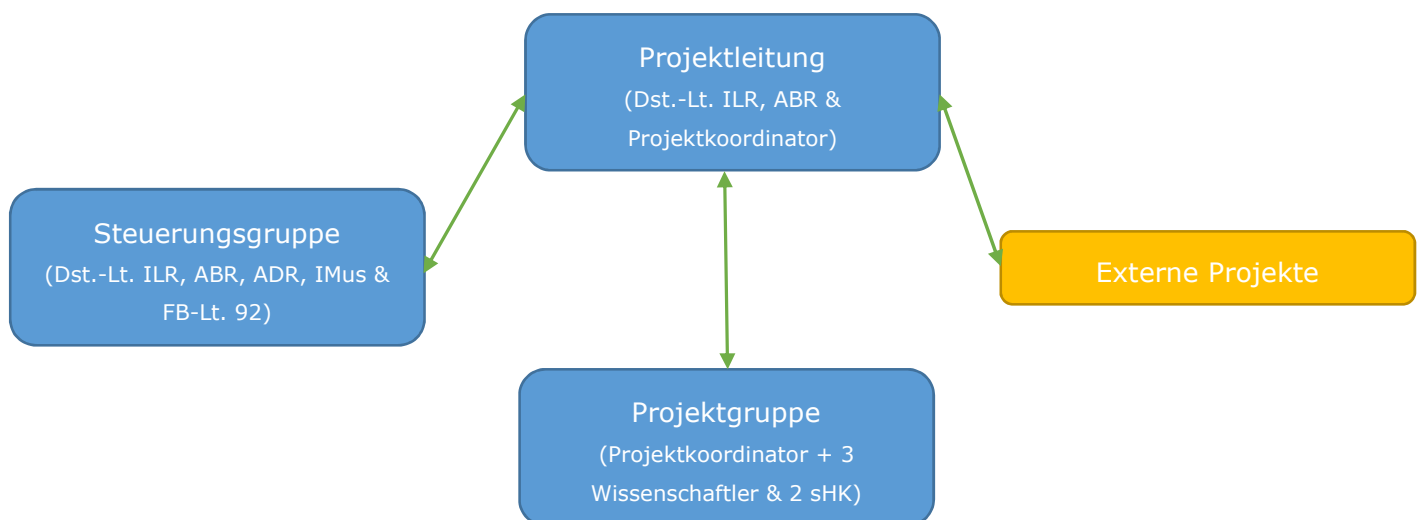 Projektleitung
(Dst.-Lt. ILR, ABR &
Projektkoordinator)
Steuerungsgruppe
(Dst.-Lt. ILR, ABR, ADR, IMus &
FB-Lt. 92)
Externe Projekte
Projektgruppe
(Projektkoordinator + 3
Wissenschaftler & 2 sHK)